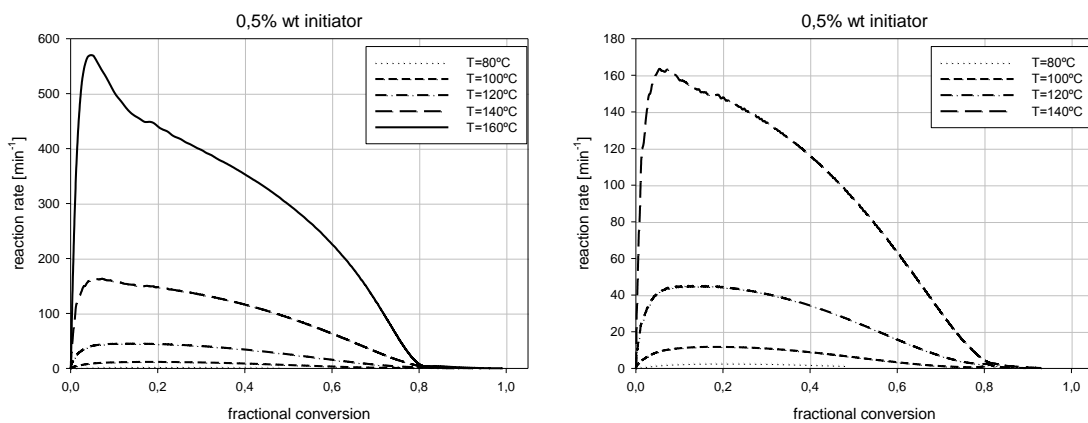 0,5% wt initiator
600
500
400
300
200
100
0
reaction rate [min⁻¹]
T=80ºC
T=100ºC
T=120ºC
T=140ºC
T=160ºC
0,0 0,2 0,4 0,6 0,8 1,0
fractional conversion
0,5% wt initiator
180
160
140
120
100
80
60
40
20
0
reaction rate [min⁻¹]
T=80ºC
T=100ºC
T=120ºC
T=140ºC
0,0 0,2 0,4 0,6 0,8 1,0
fractional conversion